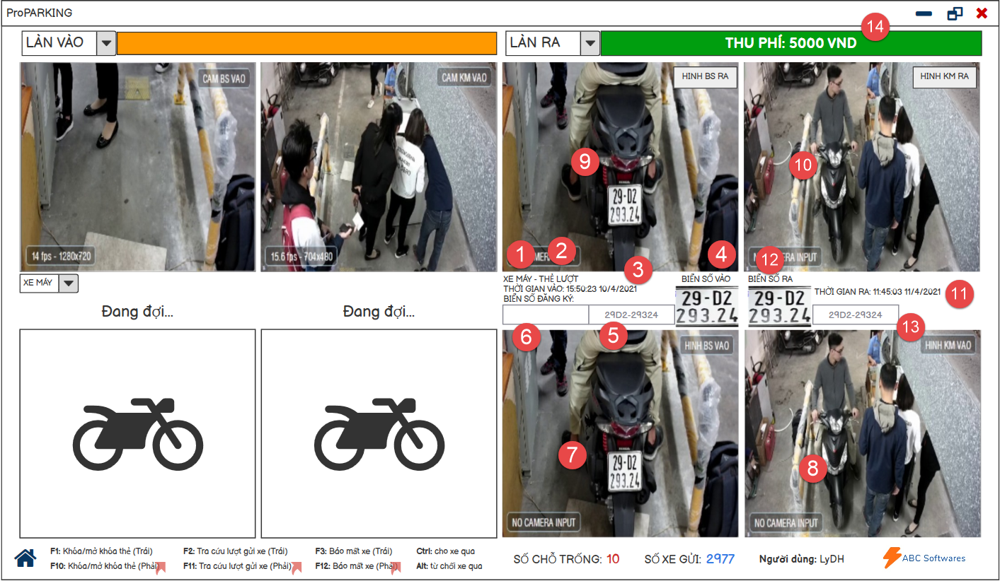 ProPARKING
LÀN VÀO
LÀN RA
THU PHÍ: 5000 VND
14
CAM BS VAO
CAM KM VAO
HINH BS RA
HINH KM RA
9
10
29-D2
293.24
14 fps - 1280x720
15.6 fps - 704x480
1
2
3
4
12
CAMERA INPUT
XE MÁY
XE MÁY - THẺ LƯỢT
THỜI GIAN VÀO: 15:50:23 10/4/2021
BIỂN SỐ ĐĂNG KÝ:
29D2-29324
BIỂN SỐ VÀO
29-D2
293.24
BIỂN SỐ RA
29-D2
293.24
THỜI GIAN RA: 11:45:03 11/4/2021
11
29D2-29324
13
Đang đợi...
Đang đợi...
6
5
HINH BS VAO
HINH KM VAO
7
8
29-D2
293.24
NO CAMERA INPUT
NO CAMERA INPUT
F1: Khóa/mở khóa thẻ (Trái)
F2: Tra cứu lượt gửi xe (Trái)
F3: Báo mất xe (Trái)
Ctrl: cho xe qua
F10: Khóa/mở khóa thẻ (Phải)
F11: Tra cứu lượt gửi xe (Phải)
F12: Báo mất xe (Phải)
Alt: từ chối xe qua
SỐ CHỖ TRỐNG: 10
SỐ XE GỬI: 2977
Người dùng: LyDH
ABC Softwares